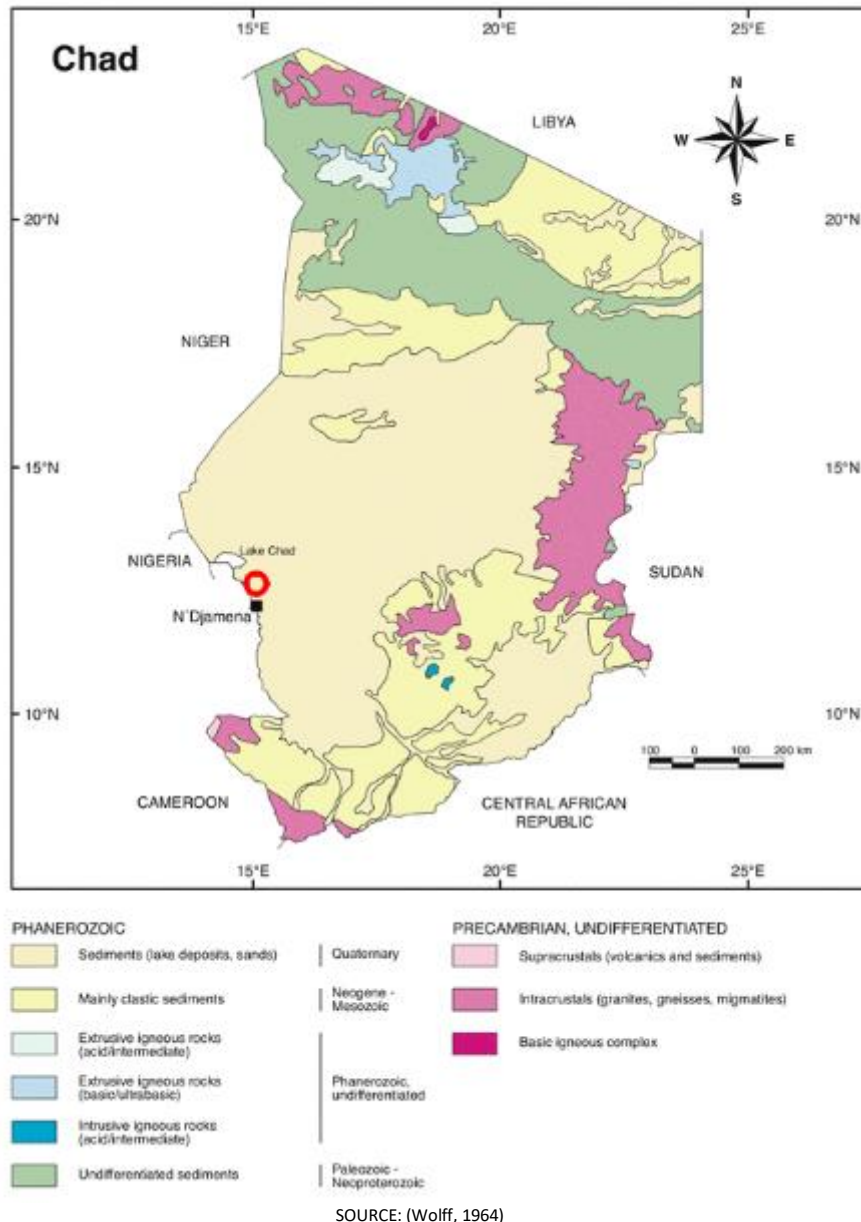 15°E 20°E 25°E
Chad
N
LIBYA
W E
S
20°N 20°N
NIGER
15°N 15°N
Lake Chad
NIGERIA
SUDAN
N'Djamena
10°N 10°N
100 0 100 200 km
CAMEROON
CENTRAL AFRICAN
REPUBLIC
15°E 20°E 25°E
PHANEROZOIC
Sediments (lake deposits, sands)
Quaternary
Mainly clastic sediments
Neogene -
Mesozoic
Extrusive igneous rocks
(acid/intermediate)
Extrusive igneous rocks
(basic/ultrabasic)
Phanerozoic,
undifferentiated
Intrusive igneous rocks
(acid/intermediate)
Undifferentiated sediments
Paleozoic -
Neoproterozoic
PRECAMBRIAN, UNDIFFERENTIATED
Supracrustals (volcanics and sediments)
Intracrustals (granites, gneisses, migmatites)
Basic igneous complex
SOURCE: (Wolff, 1964)